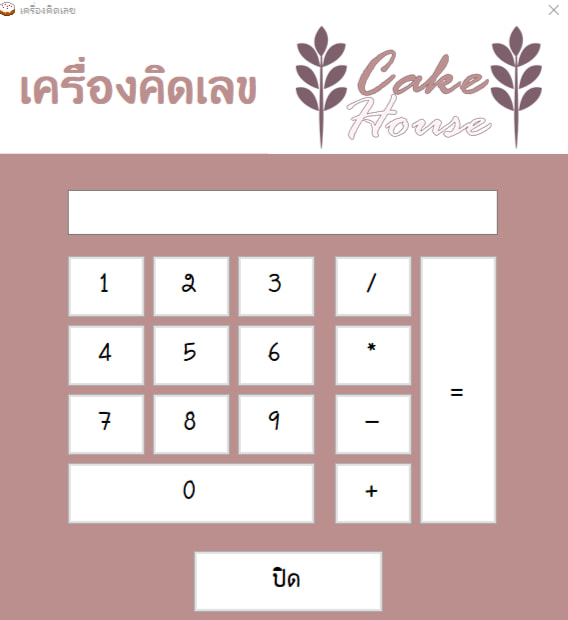 เครื่องคิดเลข
เครื่องคิดเลข
Cake
House
1 2 3 /
4 5 6 *
=
7 8 9 -
0 +
ปิด